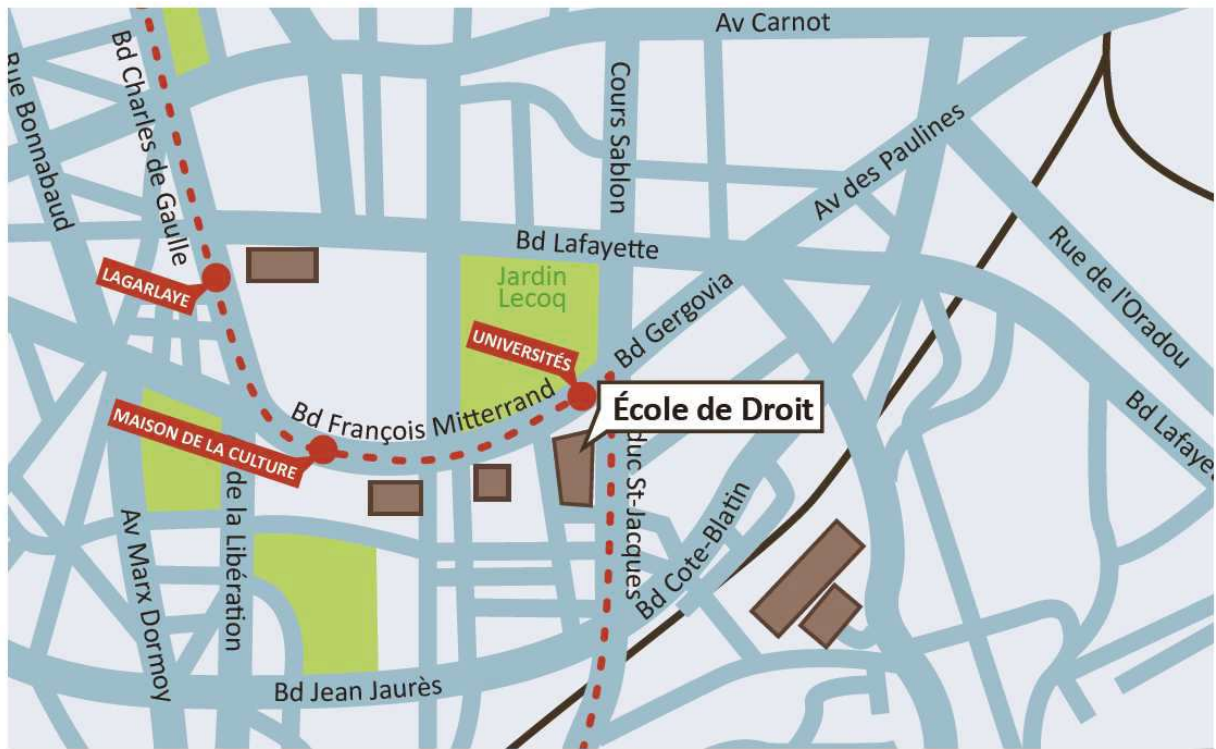 Av Carnot
Bd Charles de Gaulle
Rue Bonnabaud
Cours Sablon
Av des Paulines
Bd Lafayette
Rue de l'Oradou
LAGARLAYE
Jardin
Lecoq
Bd Gergovia
UNIVERSITÉS
Bd François Mitterrand
École de Droit
MAISON DE LA CULTURE
Bd Lafaye
duc St-Jacques
de la Libération
Av Marx Dormoy
Bd Cote-Blatin
Bd Jean Jaurès